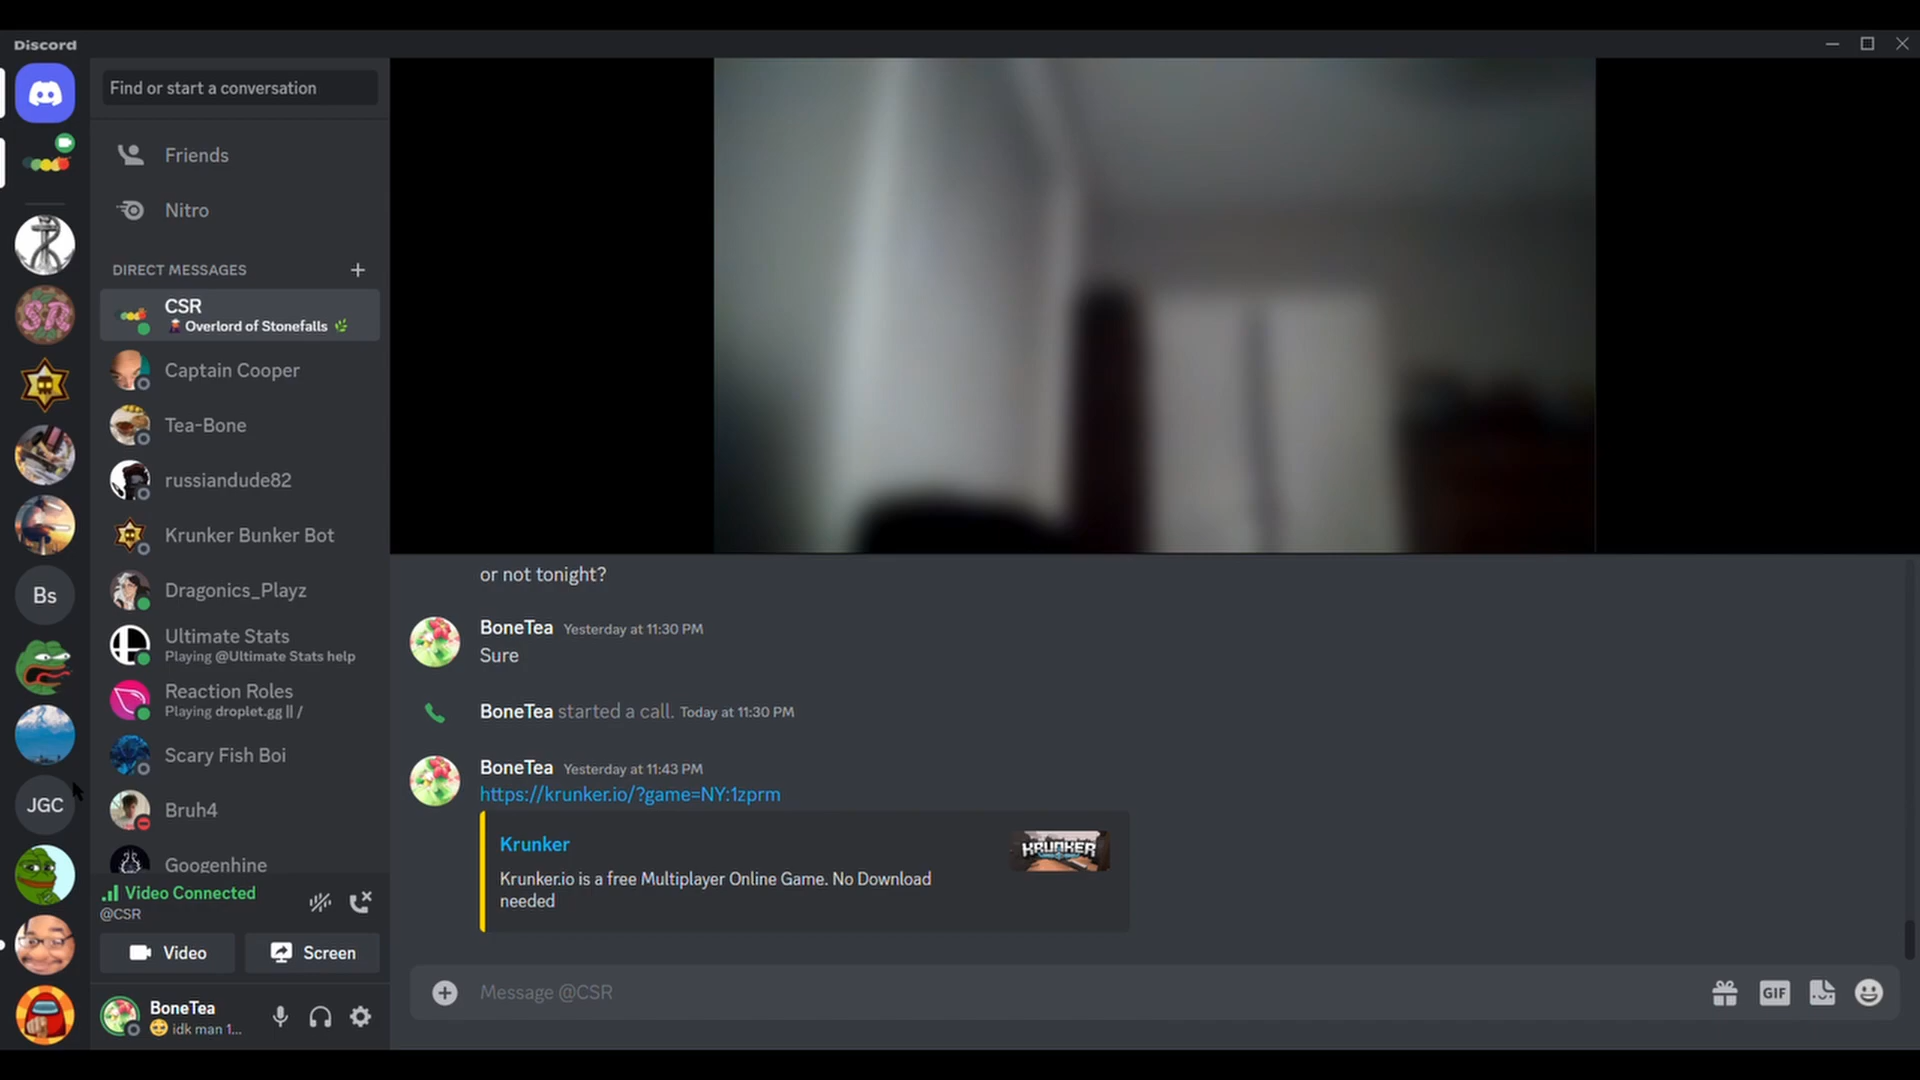 Discord
Find or start a conversation
Friends
Nitro
DIRECT MESSAGES
CSR
Overlord of Stonefalls
Captain Cooper
Tea-Bone
russiandude82
Krunker Bunker Bot
Dragonics_Playz
Ultimate Stats
Playing @Ultimate Stats help
Reaction Roles
Playing droplet.gg || /
Scary Fish Boi
Bruh4
Googenhine
Video Connected
@CSR
Video
Screen
BoneTea
idk man 1...
SR
Bs
JGC
or not tonight?
BoneTea Yesterday at 11:30 PM
Sure
BoneTea started a call. Today at 11:30 PM
BoneTea Yesterday at 11:43 PM
https://krunker.io/?game=NY:1zprm
Krunker
KRUNKER
Krunker.io is a free Multiplayer Online Game. No Download
needed
Message @CSR
GIF